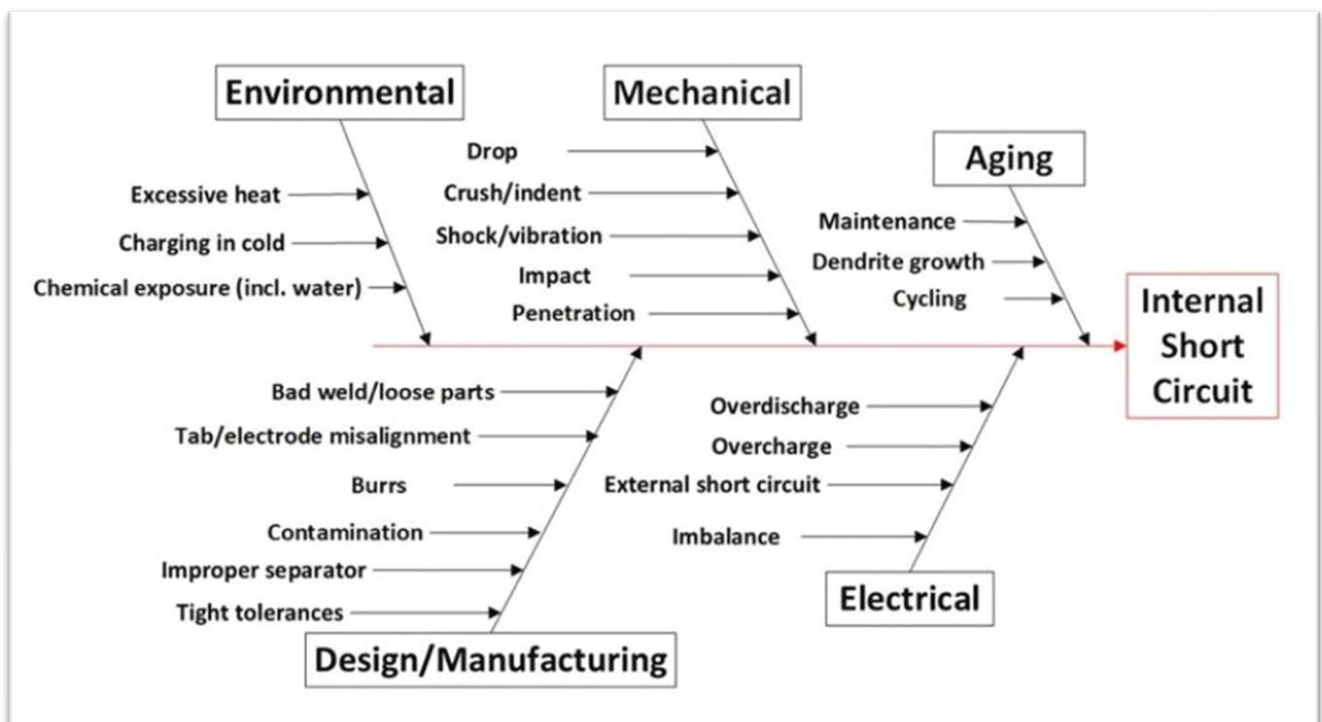 Environmental
Excessive heat
Charging in cold
Chemical exposure (incl. water)
Mechanical
Drop
Crush/indent
Shock/vibration
Impact
Penetration
Aging
Maintenance
Dendrite growth
Cycling
Internal
Short
Circuit
Bad weld/loose parts
Tab/electrode misalignment
Burrs
Contamination
Improper separator
Tight tolerances
Design/Manufacturing
Overdischarge
Overcharge
External short circuit
Imbalance
Electrical